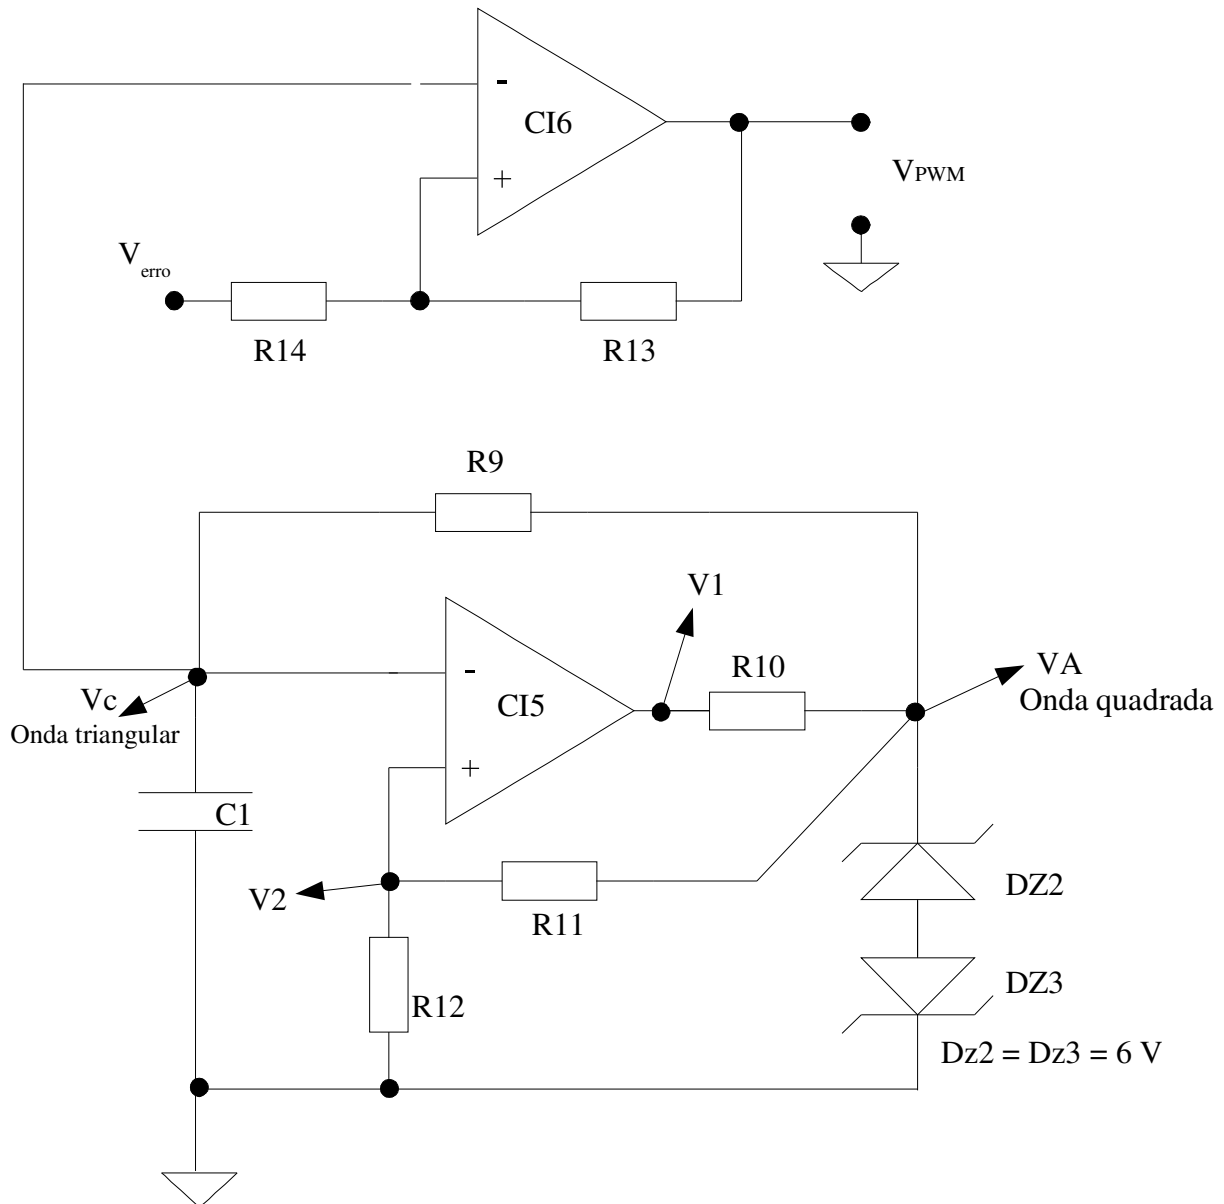 -
CI6
+
VPWM
Verro
R14
R13
R9
V1
-
R10
VA
Onda quadrada
CI5
Vc
Onda triangular
+
C1
V2
R11
DZ2
R12
DZ3
Dz2 = Dz3 = 6 V